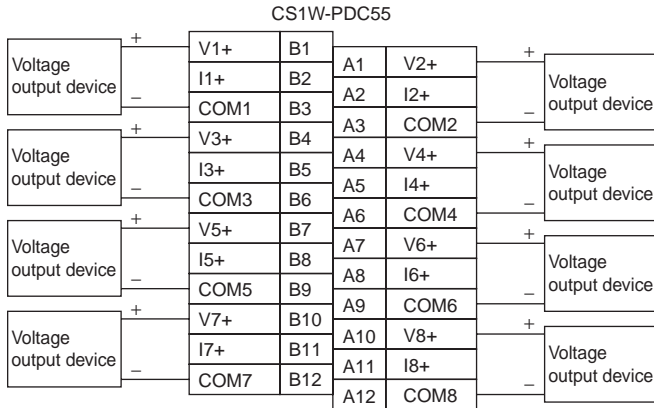 CS1W-PDC55
+ V1+ B1
Voltage
output device
I1+ B2
− COM1 B3
+ V3+ B4
Voltage
output device
I3+ B5
− COM3 B6
+ V5+ B7
Voltage
output device
I5+ B8
− COM5 B9
+ V7+ B10
Voltage
output device
I7+ B11
− COM7 B12
A1 V2+ +
A2 I2+
Voltage
output device
A3 COM2 −
A4 V4+ +
A5 I4+
Voltage
output device
A6 COM4 −
A7 V6+ +
A8 I6+
Voltage
output device
A9 COM6 −
A10 V8+ +
A11 I8+
Voltage
output device
A12 COM8 −